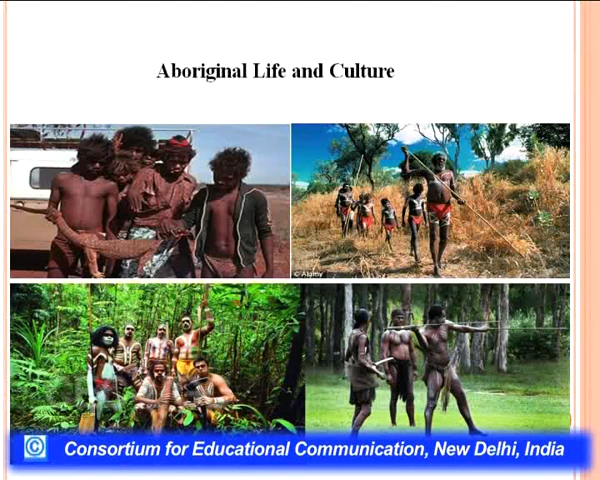 Aboriginal Life and Culture
© Alamy
© Consortium for Educational Communication, New Delhi, India